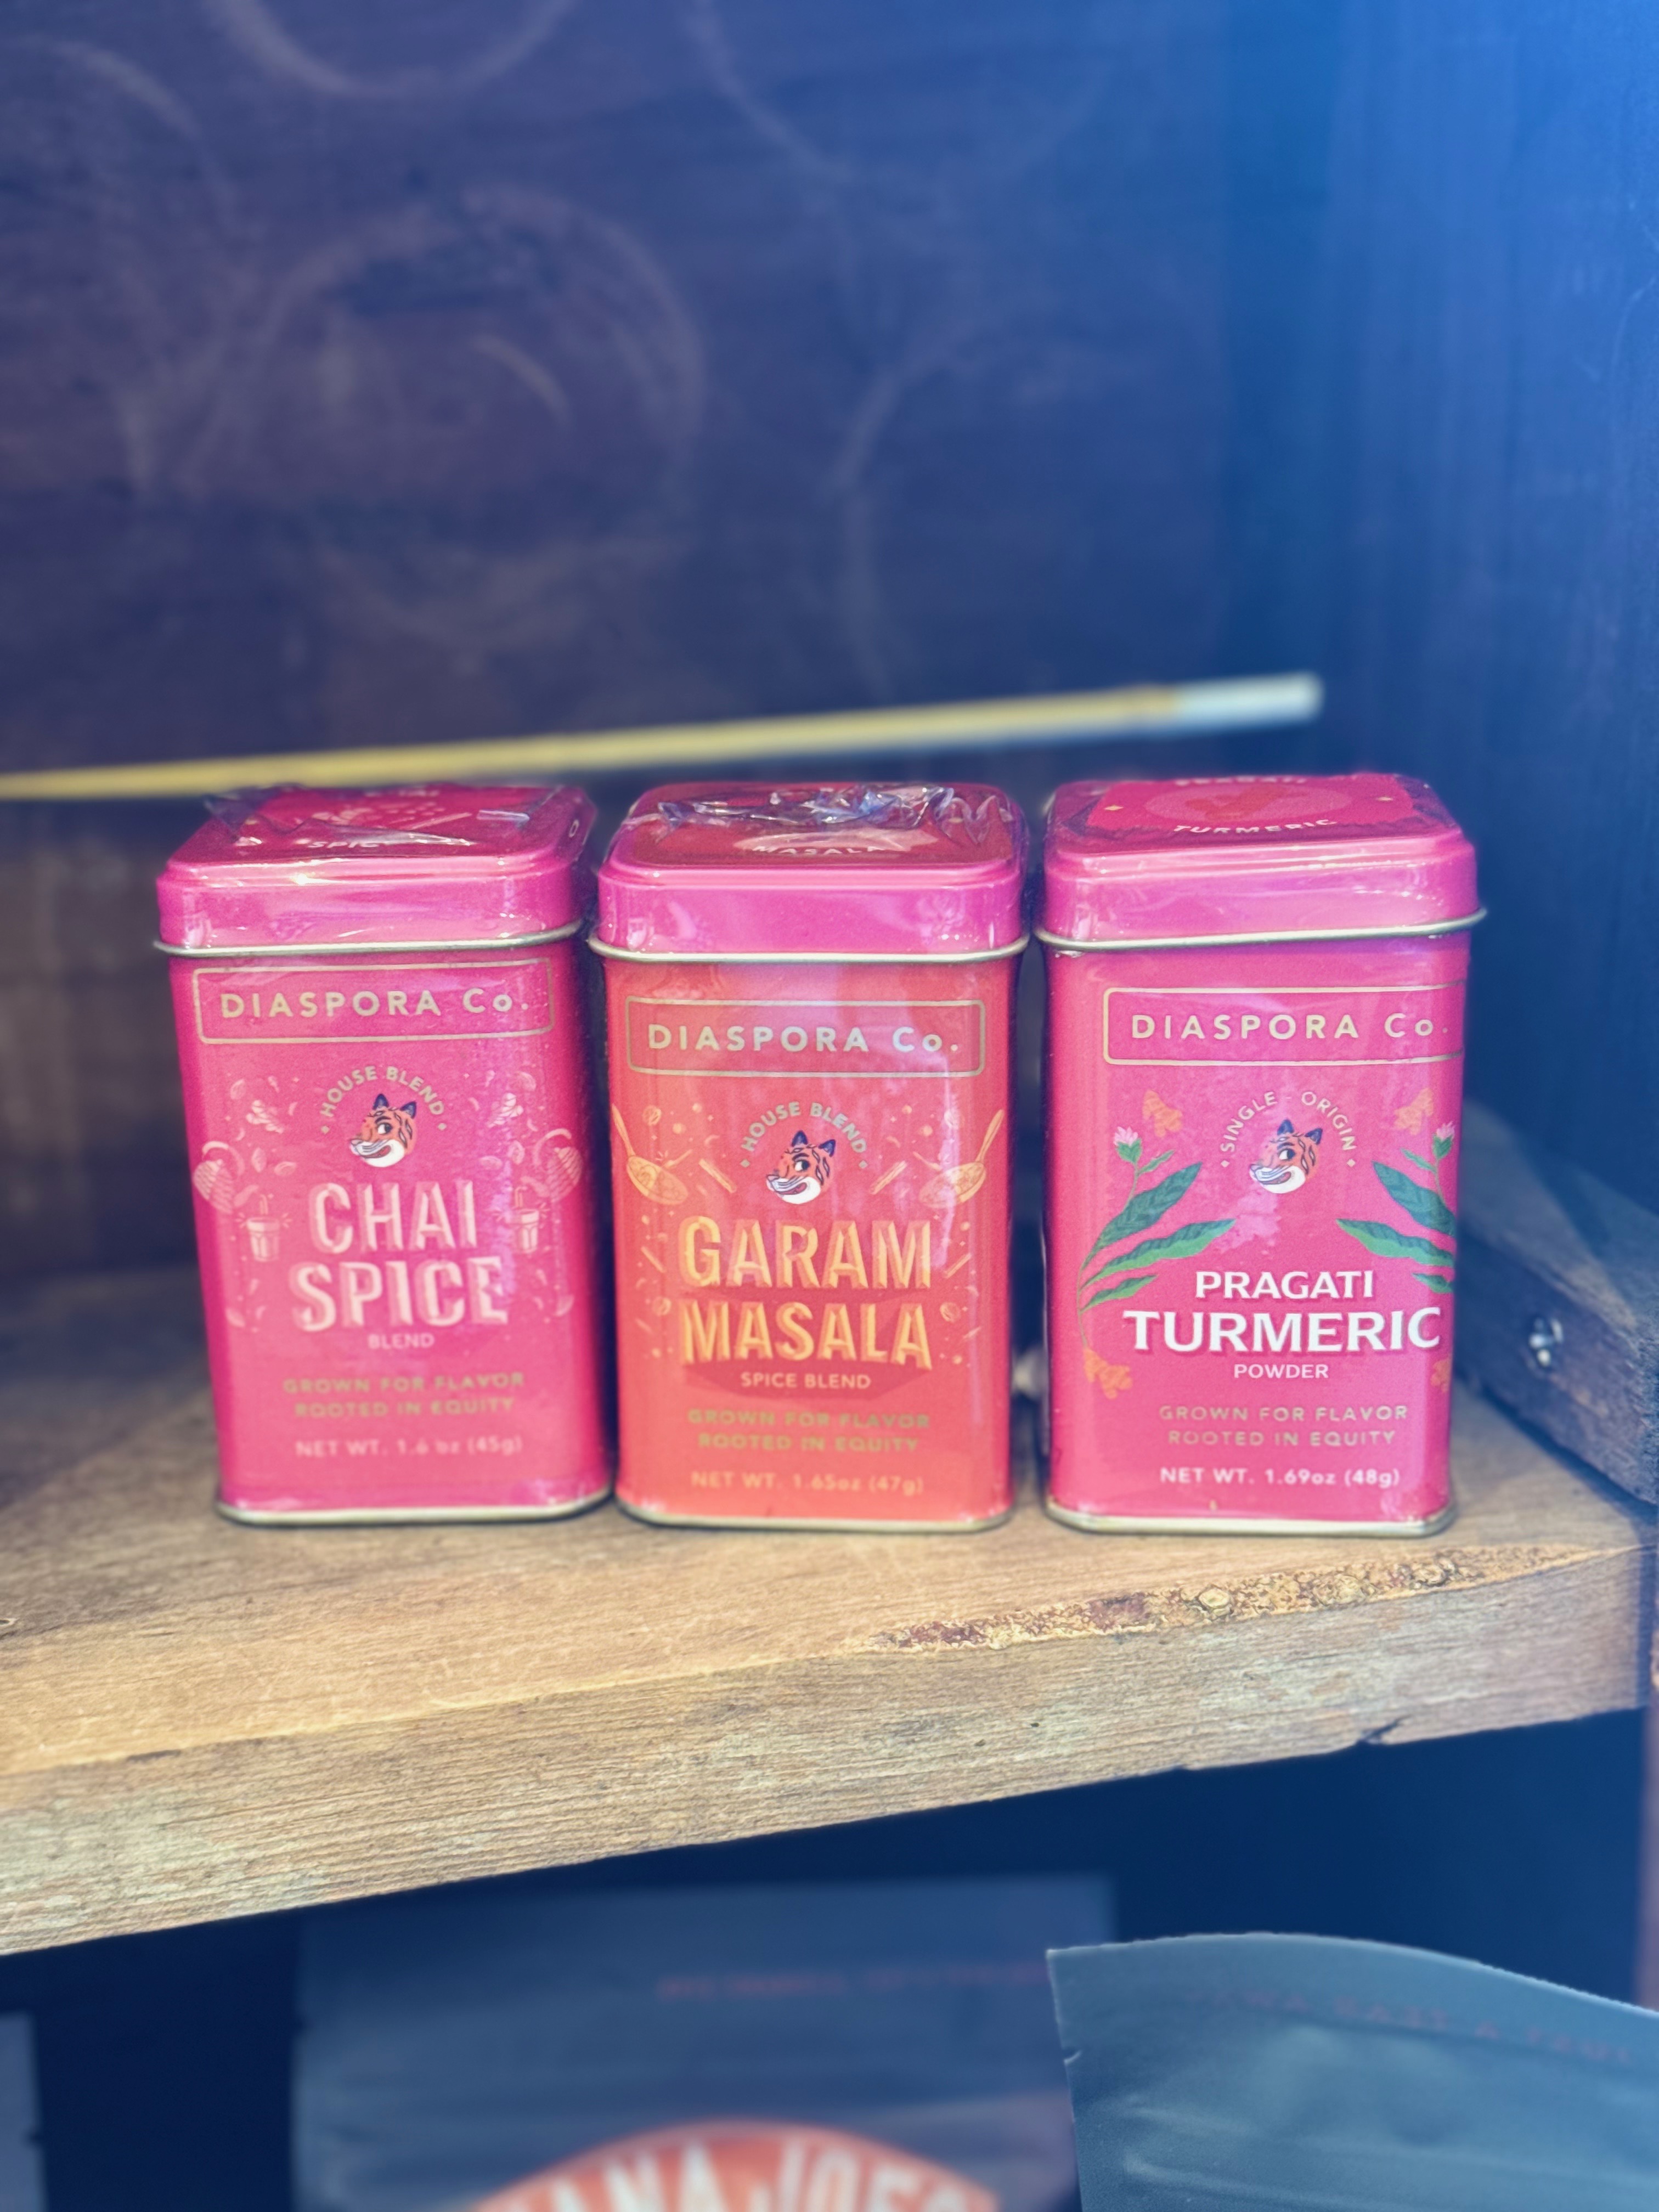 SPICE
MASALA
PRAGATI
TURMERIC
DIASPORA Co.
HOUSE BLEND
CHAI
SPICE
BLEND
GROWN FOR FLAVOR
ROOTED IN EQUITY
NET WT. 1.6 oz (45g)
DIASPORA Co.
HOUSE BLEND
GARAM
MASALA
SPICE BLEND
GROWN FOR FLAVOR
ROOTED IN EQUITY
NET WT. 1.65oz (47g)
DIASPORA Co.
SINGLE - ORIGIN
PRAGATI
TURMERIC
POWDER
GROWN FOR FLAVOR
ROOTED IN EQUITY
NET WT. 1.69oz (48g)